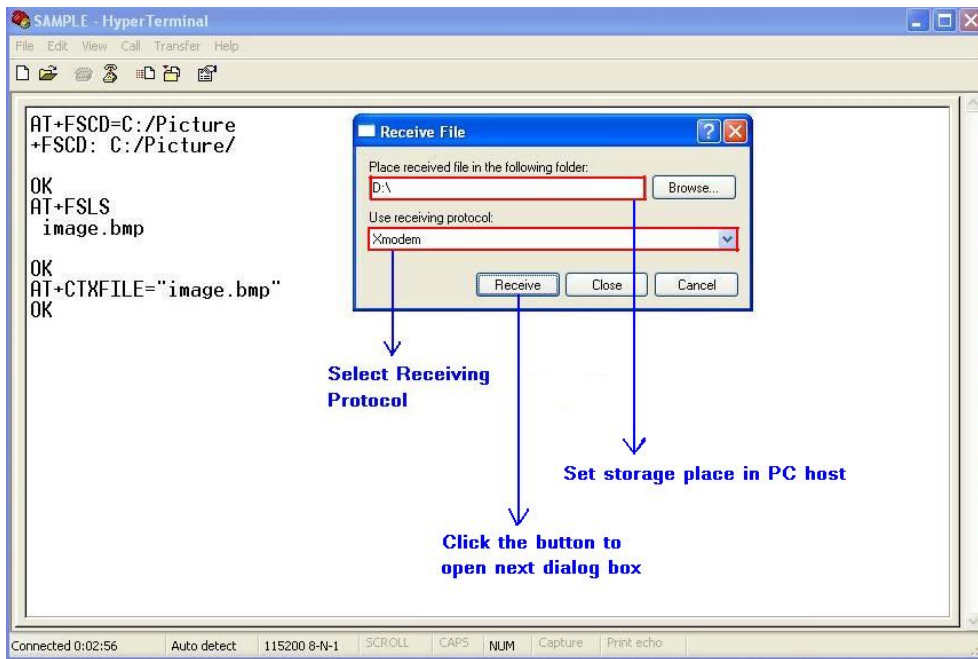 SAMPLE - HyperTerminal
File Edit View Call Transfer Help
AT+FSCD=C:/Picture
+FSCD: C:/Picture/
OK
AT+FSLS
image.bmp
OK
AT+CTXFILE="image.bmp"
OK
Receive File
Place received file in the following folder:
D:\
Browse...
Use receiving protocol:
Xmodem
Receive Close Cancel
Select Receiving
Protocol
Set storage place in PC host
Click the button to
open next dialog box
Connected 0:02:56 Auto detect 115200 8-N-1 SCROLL CAPS NUM Capture Print echo